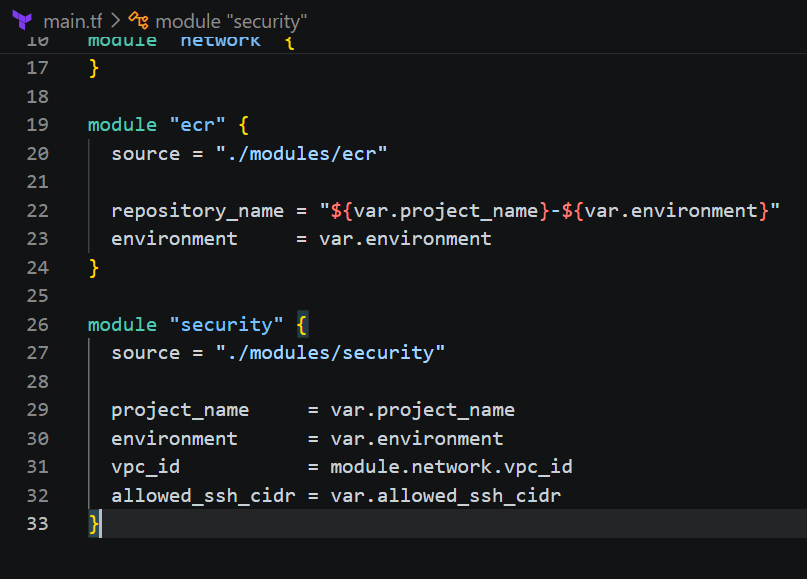 main.tf > module "security"
16 module "network" {
17 }
18
19 module "ecr" {
20   source = "./modules/ecr"
21
22   repository_name = "${var.project_name}-${var.environment}"
23   environment     = var.environment
24 }
25
26 module "security" {
27   source = "./modules/security"
28
29   project_name     = var.project_name
30   environment      = var.environment
31   vpc_id           = module.network.vpc_id
32   allowed_ssh_cidr = var.allowed_ssh_cidr
33 }